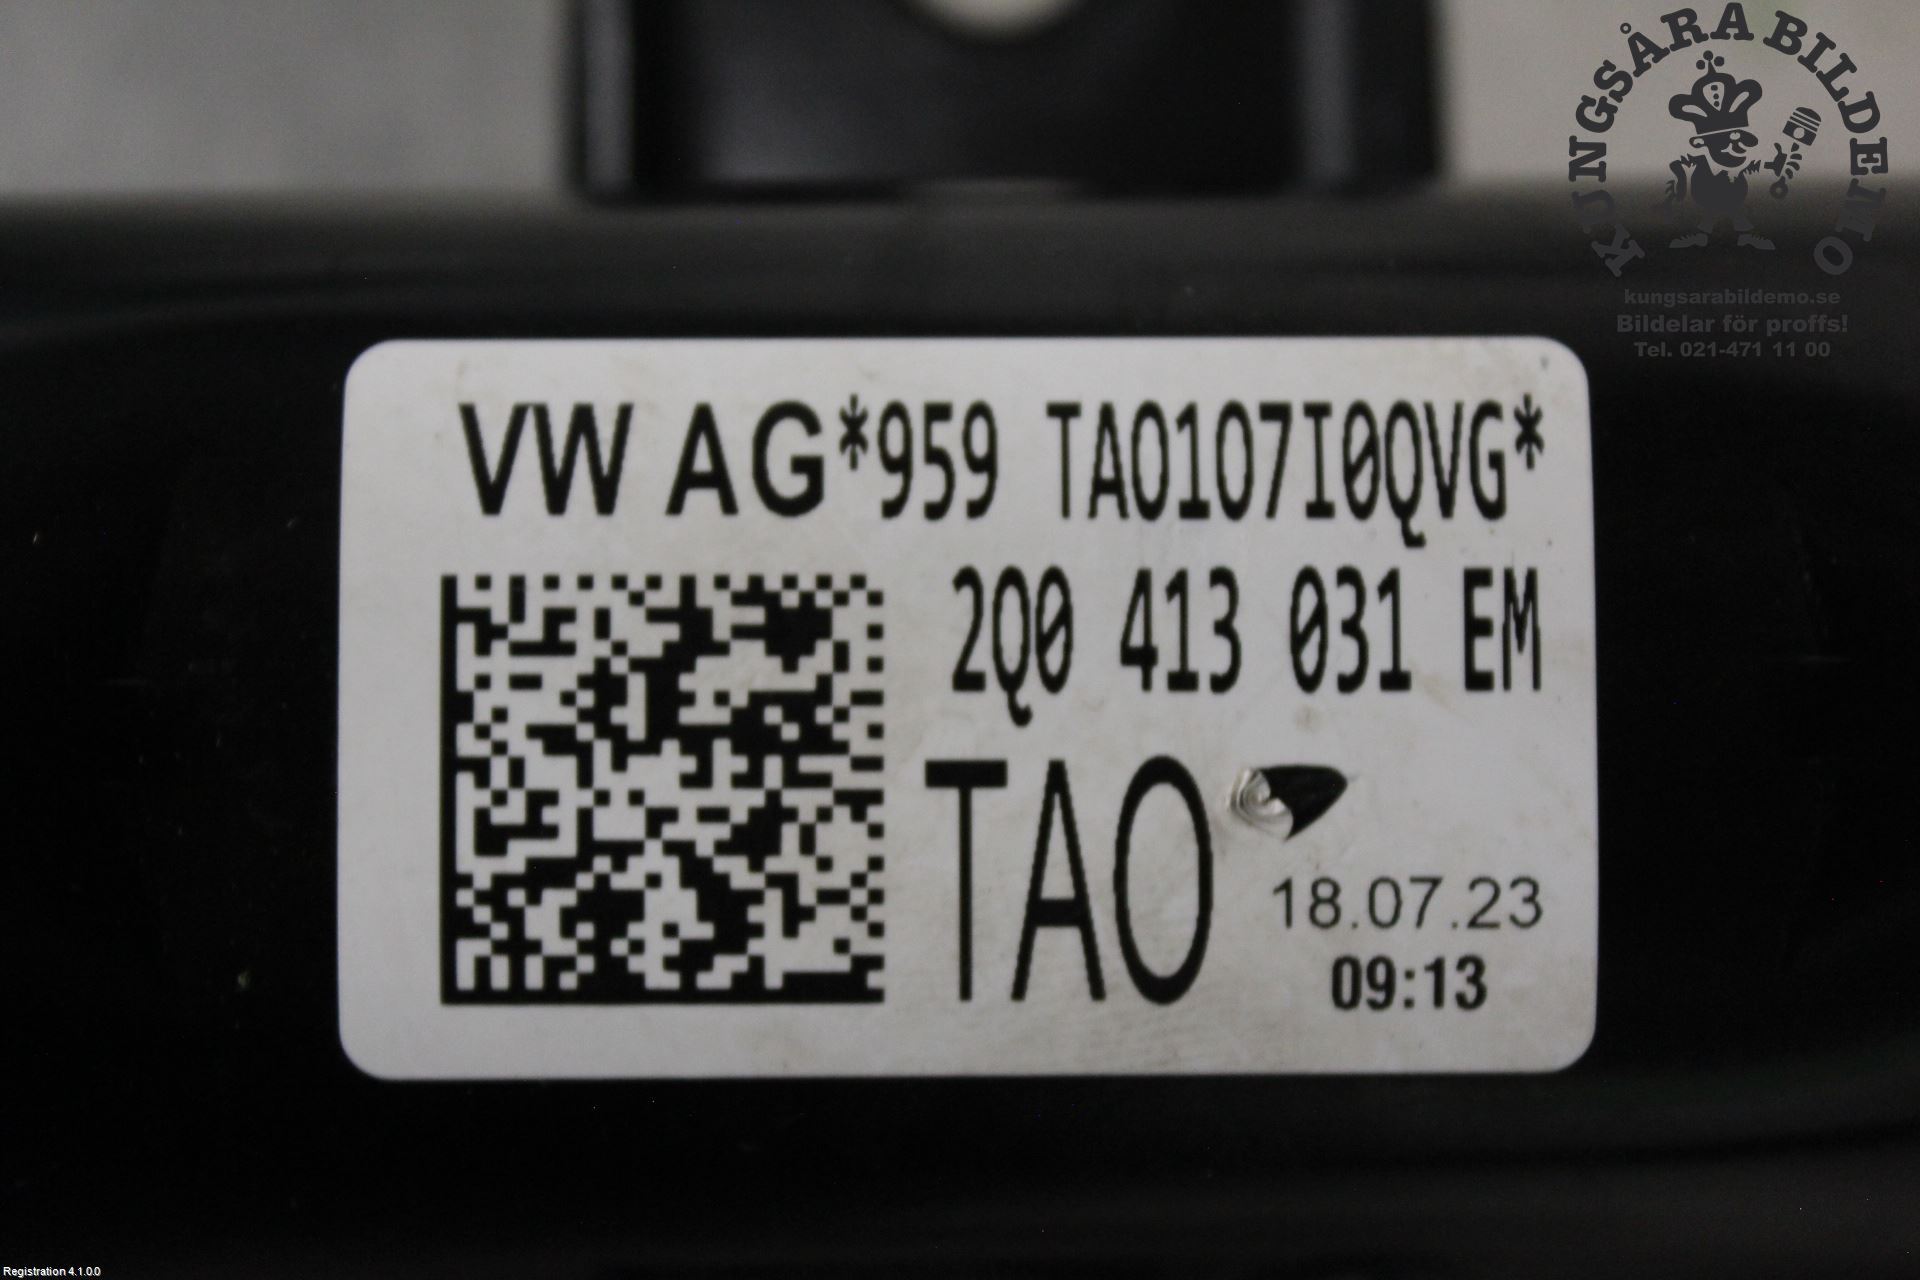 KUNGSÅRA BILDEMO
kungsarabildemo.se
Bildelar för proffs!
Tel. 021-471 11 00
VW AG*959 TAO107I0QVG*
2Q0 413 031 EM
TAO
18.07.23
09:13
Registration 4.1.0.0